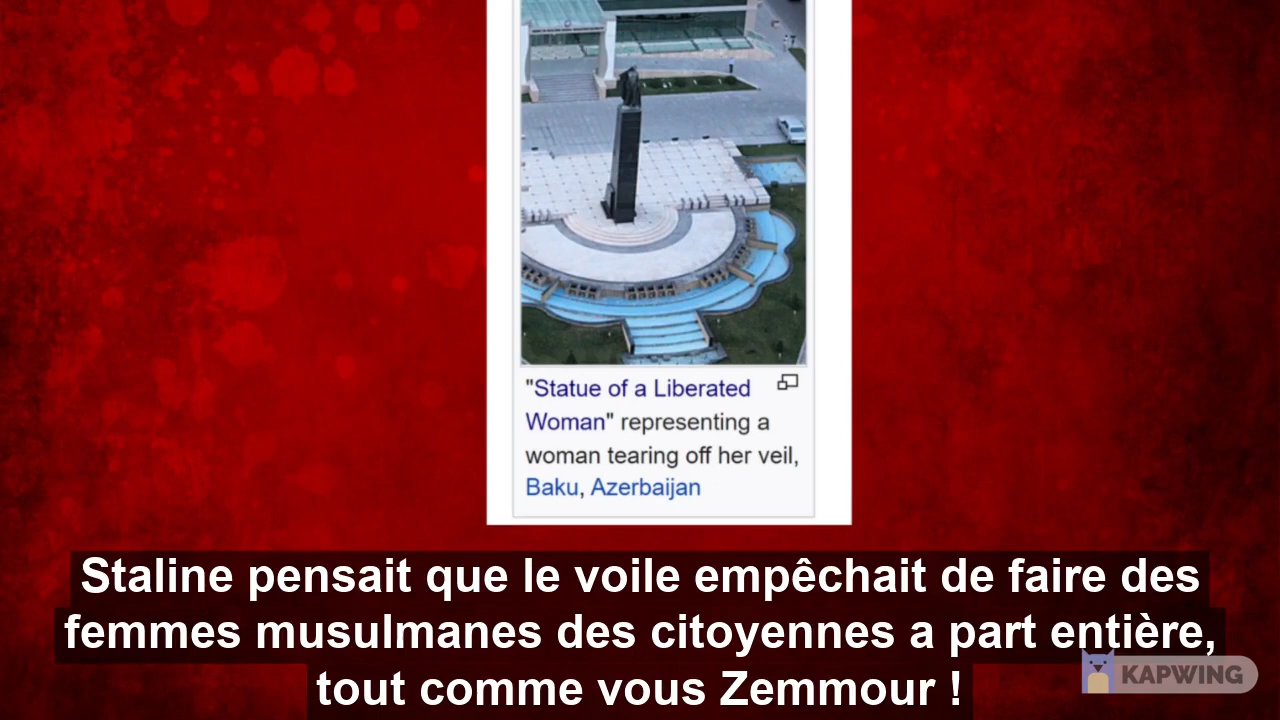 "Statue of a Liberated
Woman" representing a
woman tearing off her veil,
Baku, Azerbaijan
Staline pensait que le voile empêchait de faire des
femmes musulmanes des citoyennes a part entière,
tout comme vous Zemmour !
KAPWING